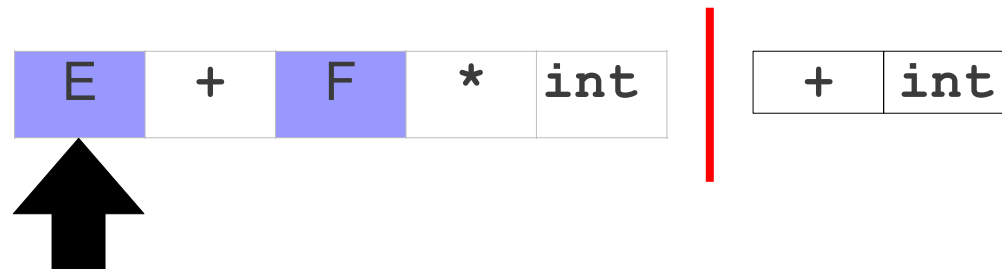 E + F * int + int